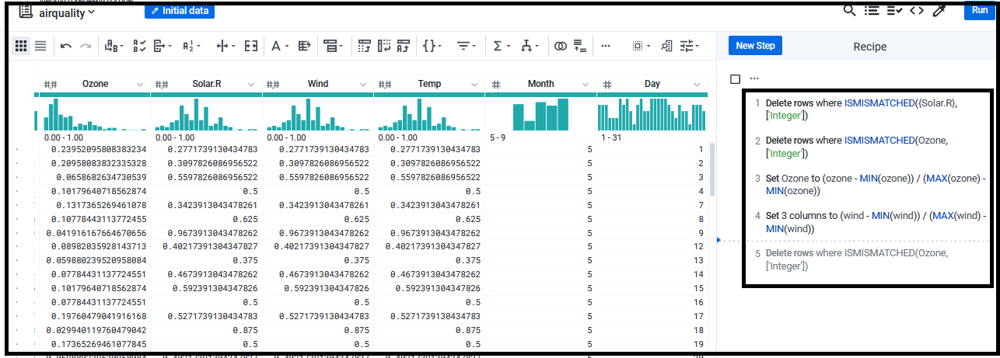 airquality
Initial data
Run
New Step
Recipe
#.# Ozone #.# Solar.R #.# Wind #.# Temp # Month # Day
0.00 - 1.00 0.00 - 1.00 0.00 - 1.00 0.00 - 1.00 5 - 9 1 - 31
0.23952095808383234 0.2771739130434783 0.2771739130434783 0.2771739130434783 5 1
0.20958083832335328 0.3097826086956522 0.3097826086956522 0.3097826086956522 5 2
0.0658682634730539 0.5597826086956522 0.5597826086956522 0.5597826086956522 5 3
0.10179640718562874 0.5 0.5 0.5 5 4
0.1317365269461078 0.3423913043478261 0.3423913043478261 0.3423913043478261 5 7
0.10778443113772455 0.625 0.625 0.625 5 8
0.041916167664670656 0.9673913043478262 0.9673913043478262 0.9673913043478262 5 9
0.08982035928143713 0.40217391304347827 0.40217391304347827 0.40217391304347827 5 12
0.059880239520958084 0.375 0.375 0.375 5 13
0.07784431137724551 0.4673913043478262 0.4673913043478262 0.4673913043478262 5 14
0.10179640718562874 0.592391304347826 0.592391304347826 0.592391304347826 5 15
0.07784431137724551 0.5 0.5 0.5 5 16
0.19760479041916168 0.5271739130434783 0.5271739130434783 0.5271739130434783 5 17
0.029940119760479042 0.875 0.875 0.875 5 18
0.17365269461077845 0.5 0.5 0.5 5 19
1 Delete rows where ISMISMATCHED({Solar.R},
['Integer'])
2 Delete rows where ISMISMATCHED(Ozone,
['Integer'])
3 Set Ozone to (ozone - MIN(ozone)) / (MAX(ozone) -
MIN(ozone))
4 Set 3 columns to (wind - MIN(wind)) / (MAX(wind) -
MIN(wind))
5 Delete rows where ISMISMATCHED(Ozone,
['Integer'])